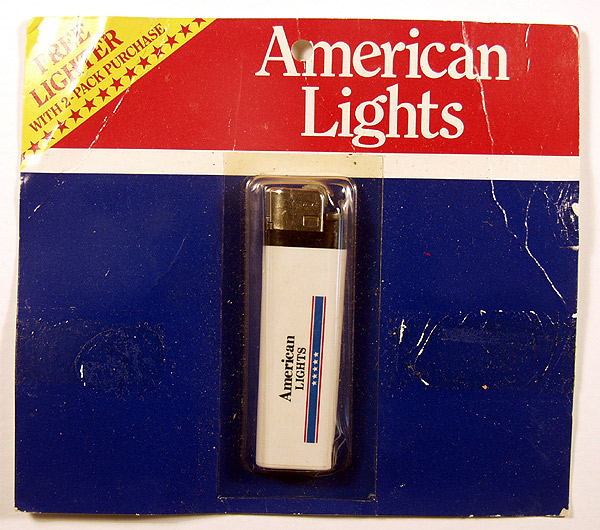 FREE
LIGHTER
WITH 2-PACK PURCHASE
American
Lights
American
LIGHTS